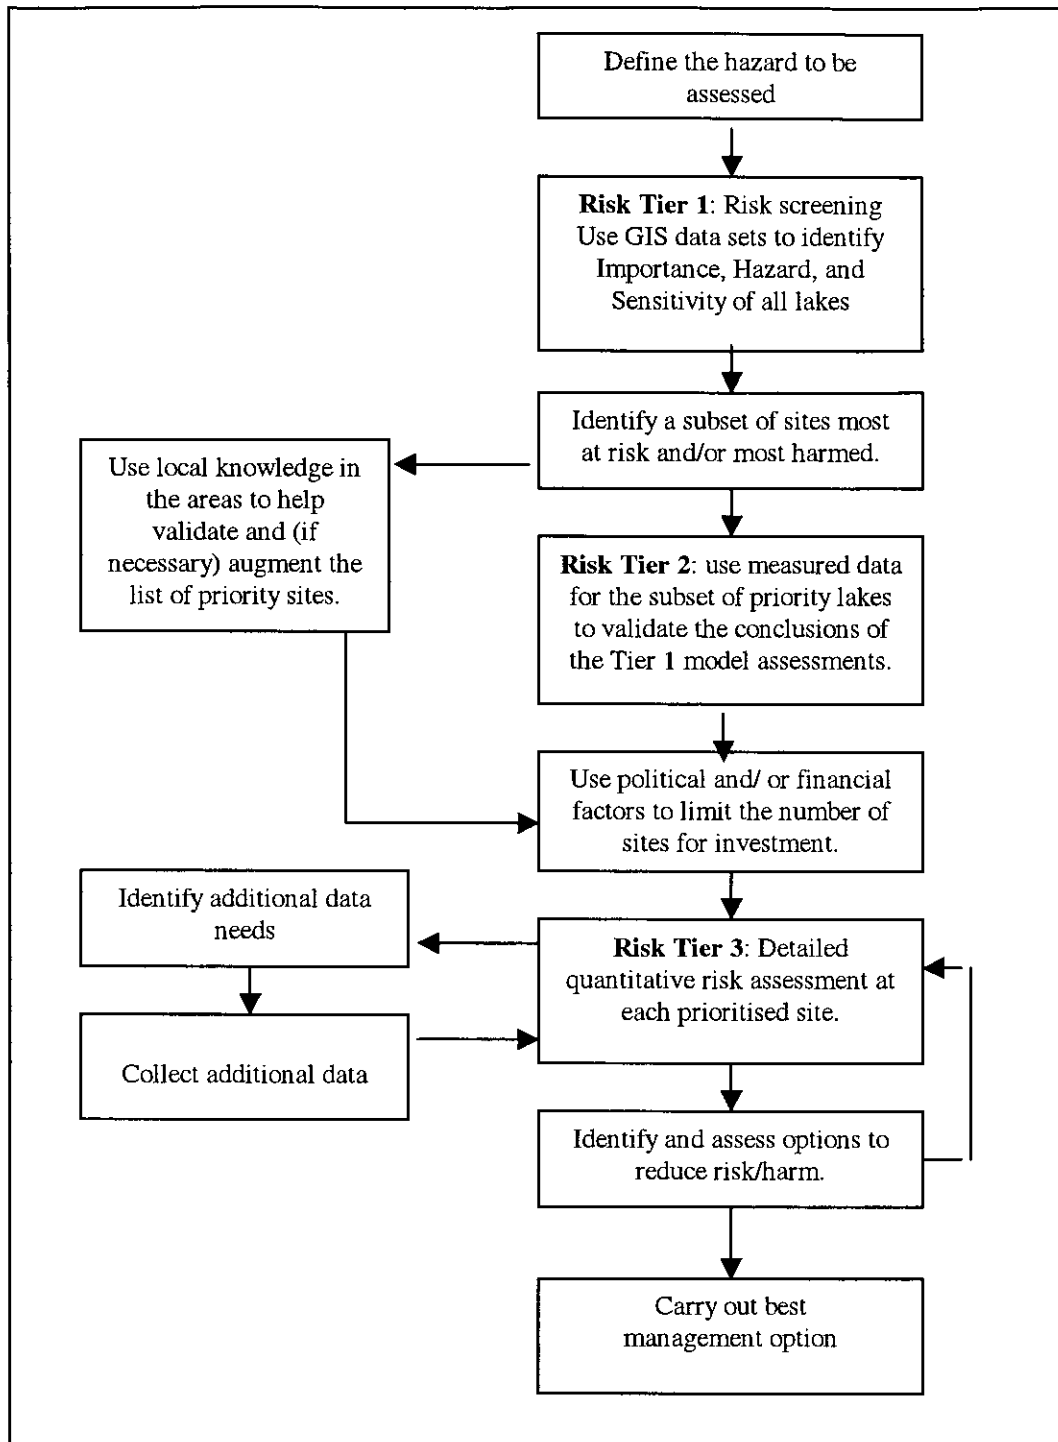 Define the hazard to be
assessed
Risk Tier 1: Risk screening
Use GIS data sets to identify
Importance, Hazard, and
Sensitivity of all lakes
Identify a subset of sites most
at risk and/or most harmed.
Use local knowledge in
the areas to help
validate and (if
necessary) augment the
list of priority sites.
Risk Tier 2: use measured data
for the subset of priority lakes
to validate the conclusions of
the Tier 1 model assessments.
Use political and/ or financial
factors to limit the number of
sites for investment.
Identify additional data
needs
Risk Tier 3: Detailed
quantitative risk assessment at
each prioritised site.
Collect additional data
Identify and assess options to
reduce risk/harm.
Carry out best
management option